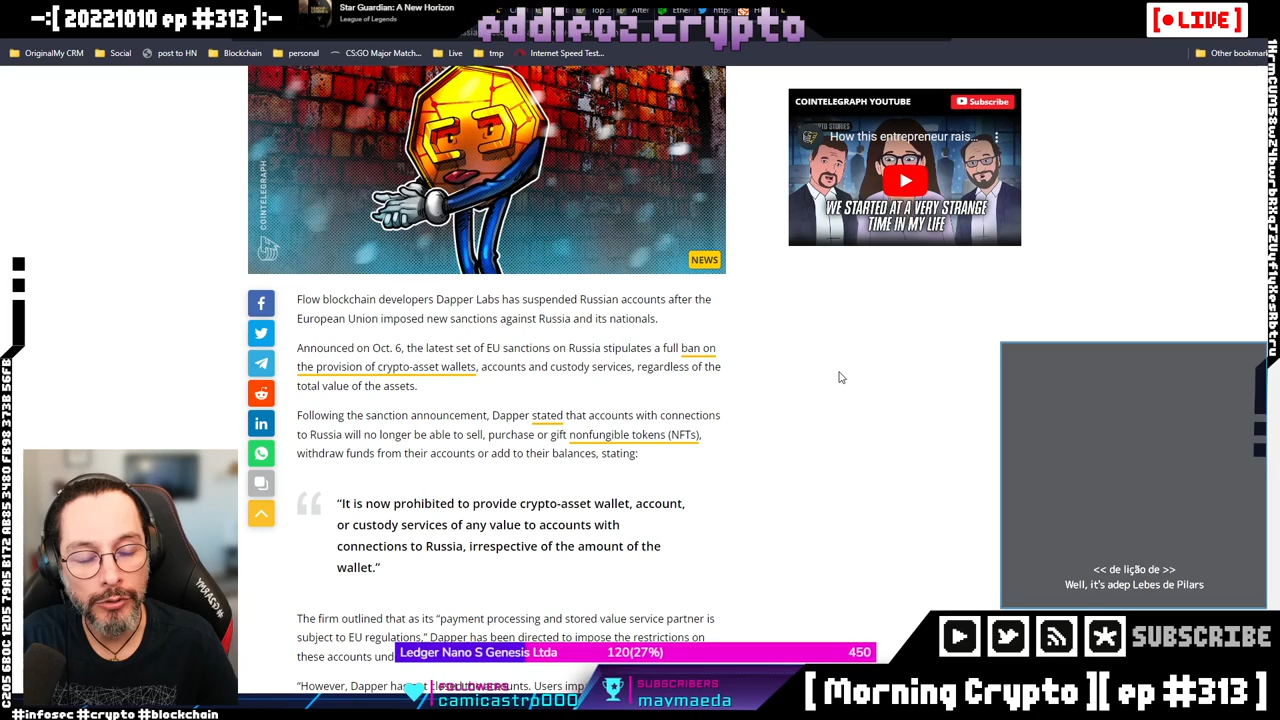 -:[ 20221010 ep #313 ]:-
Star Guardian: A New Horizon
League of Legends
eddieoz.crypto
[● LIVE]
OriginalMy CRM
Social
post to HN
Blockchain
personal
CS:GO Major Match...
Live
tmp
Internet Speed Test...
Other bookmar
COINTELEGRAPH
NEWS
COINTELEGRAPH YOUTUBE
Subscribe
How this entrepreneur rais...
WE STARTED AT A VERY STRANGE
TIME IN MY LIFE
Flow blockchain developers Dapper Labs has suspended Russian accounts after the
European Union imposed new sanctions against Russia and its nationals.
Announced on Oct. 6, the latest set of EU sanctions on Russia stipulates a full ban on
the provision of crypto-asset wallets, accounts and custody services, regardless of the
total value of the assets.
Following the sanction announcement, Dapper stated that accounts with connections
to Russia will no longer be able to sell, purchase or gift nonfungible tokens (NFTs),
withdraw funds from their accounts or add to their balances, stating:
“It is now prohibited to provide crypto-asset wallet, account,
or custody services of any value to accounts with
connections to Russia, irrespective of the amount of the
wallet.”
The firm outlined that as its “payment processing and stored value service partner is
subject to EU regulations,” Dapper has been directed to impose the restrictions on
these accounts und
“However, Dapper has
Users imp
<< de lição de >>
Well, it's adep Lebes de Pilars
Ledger Nano S Genesis Ltda
120(27%)
450
FOLLOWERS
camicastrp000
SUBSCRIBERS
maymaeda
SUBSCRIBE
[ Morning Crypto ][ ep #313 ]
#infosec #crypto #blockchain